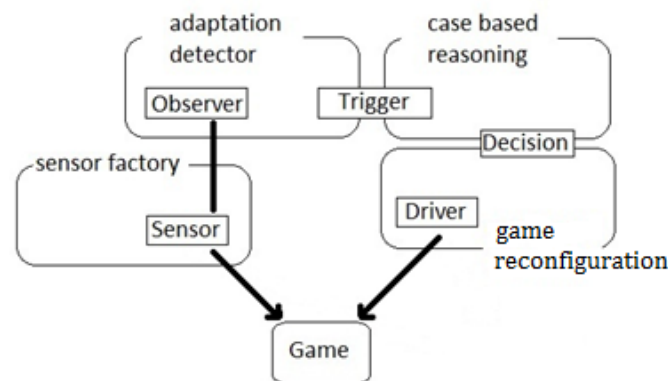 adaptation
detector
case based
reasoning
Observer
Trigger
Decision
sensor factory
Sensor
Driver
game
reconfiguration
Game